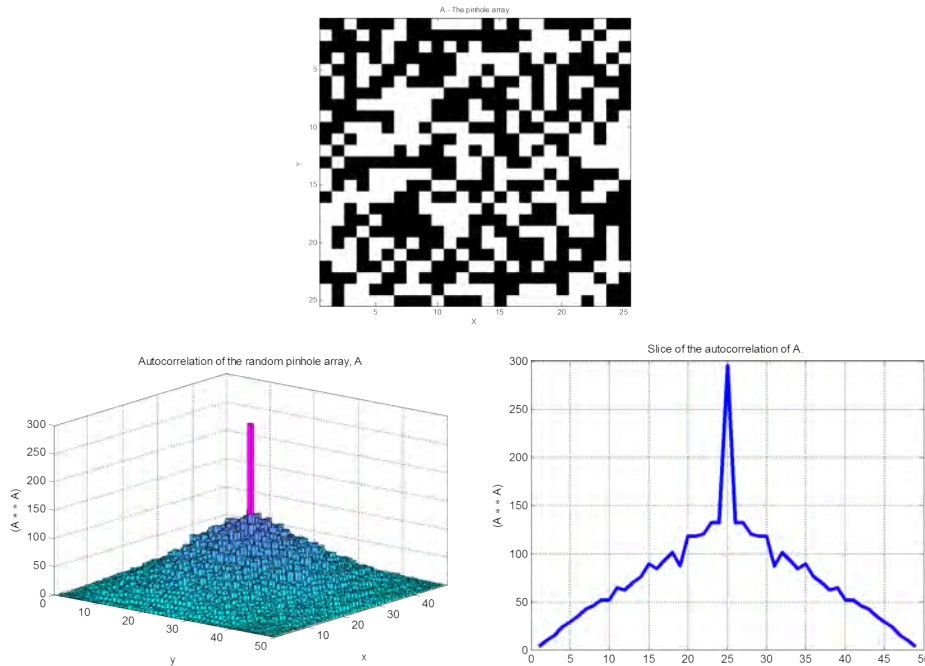 A - The pinhole array
5
10
15
20
25
Y
5 10 15 20 25
X
Autocorrelation of the random pinhole array, A
300
250
200
150
100
50
0
(A * * A)
0 10 20 30 40 50
y
10 20 30 40
x
Slice of the autocorrelation of A.
300
250
200
150
100
50
0
(A * * A)
0 5 10 15 20 25 30 35 40 45 50